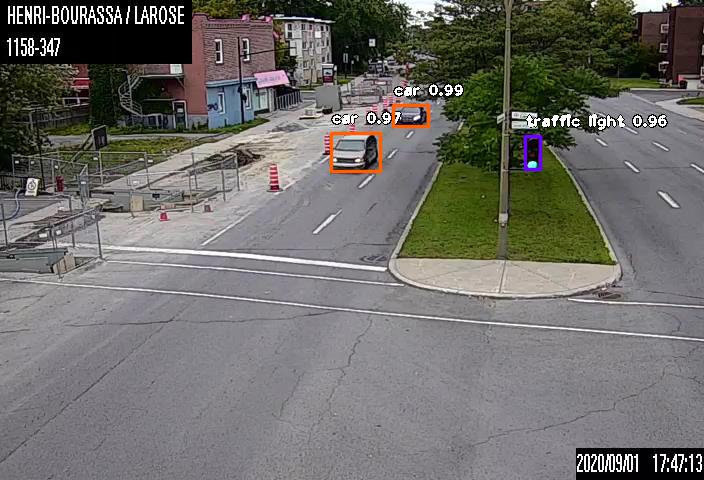 HENRI-BOURASSA / LAROSE
1158-347
car 0.99
car 0.97
traffic light 0.96
2020/09/01 17:47:13